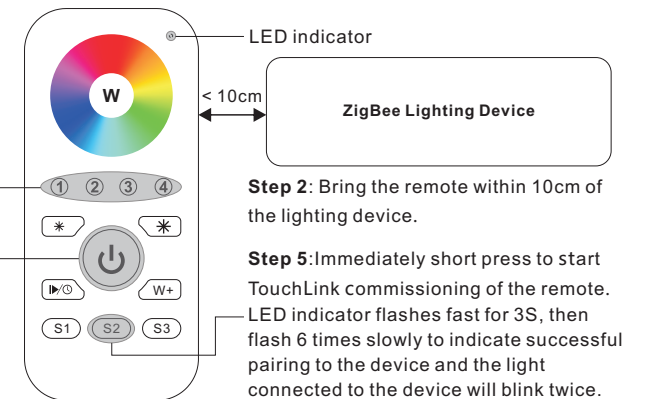 LED indicator
W
< 10cm
ZigBee Lighting Device
1 2 3 4
Step 2: Bring the remote within 10cm of
the lighting device.
Step 5:Immediately short press to start
TouchLink commissioning of the remote.
W+
S1 S2 S3
LED indicator flashes fast for 3S, then
flash 6 times slowly to indicate successful
pairing to the device and the light
connected to the device will blink twice.